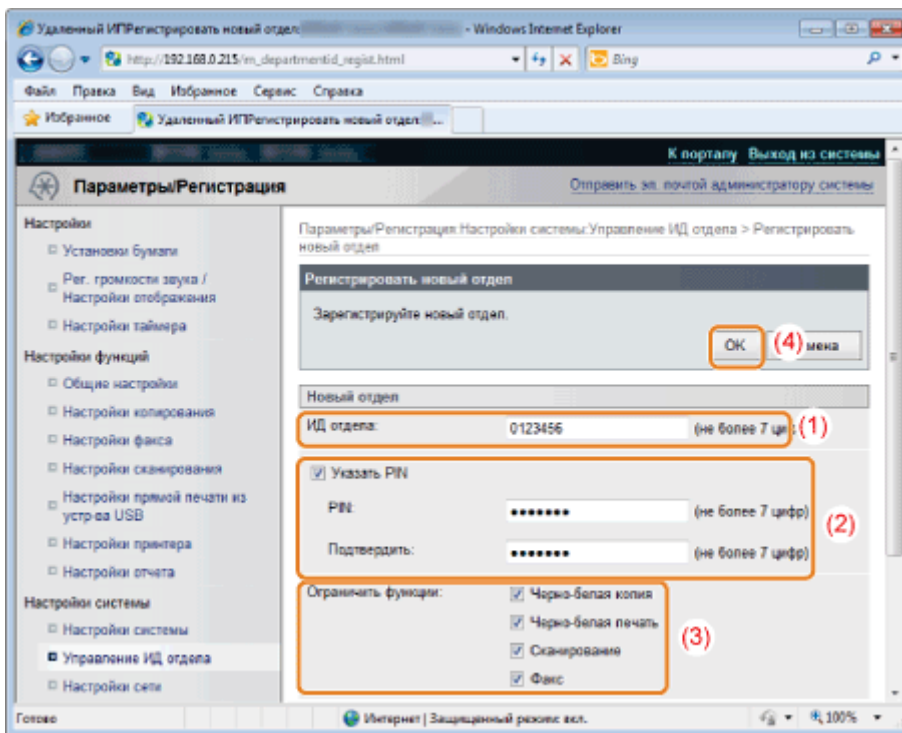 Удаленный ИПРегистрировать новый отдел: - Windows Internet Explorer
http://192.168.0.215/m_departmentid_regist.html Bing
Файл Правка Вид Избранное Сервис Справка
Избранное Удаленный ИПРегистрировать новый отдел: ...
К порталу Выход из системы
Параметры/Регистрация Отправить эл. почтой администратору системы
Настройки
Установки бумаги
Рег. громкости звука /
Настройки отображения
Настройки таймера
Настройки функций
Общие настройки
Настройки копирования
Настройки факса
Настройки сканирования
Настройки прямой печати из
устр-ва USB
Настройки принтера
Настройки отчета
Настройки системы
Настройки системы
Управление ИД отдела
Настройки сети
Параметры/Регистрация:Настройки системы:Управление ИД отдела > Регистрировать
новый отдел
Регистрировать новый отдел
Зарегистрируйте новый отдел.
OK (4) мена
Новый отдел
ИД отдела: 0123456 (не более 7 ци (1)
Указать PIN
PIN: ●●●●●●● (не более 7 цифр)
(2)
Подтвердить: ●●●●●●● (не более 7 цифр)
Ограничить функции: Черно-белая копия
Черно-белая печать
(3)
Сканирование
Факс
Готово Интернет | Защищенный режим: вкл. 100%